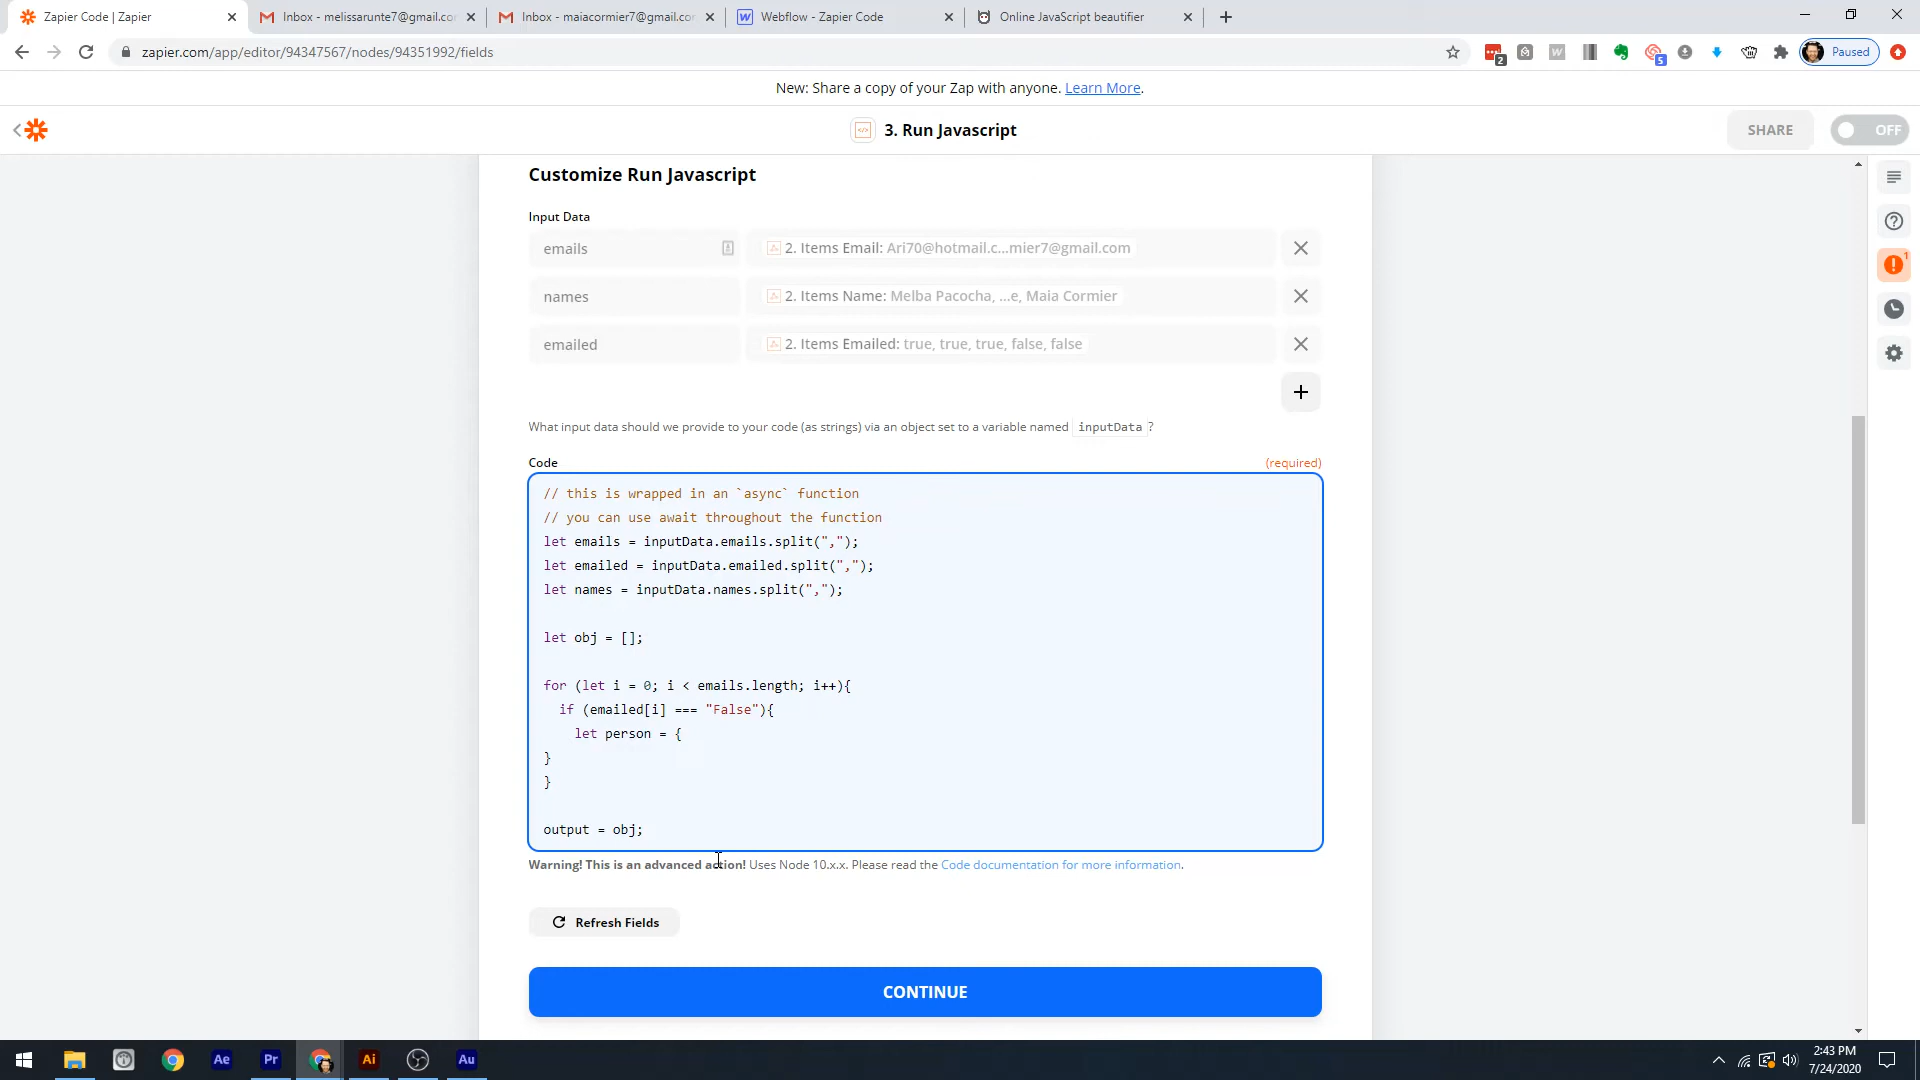 Zapier Code | Zapier
Inbox - melissarunte7@gmail.co
Inbox - maiacormier7@gmail.co
Webflow - Zapier Code
Online JavaScript beautifier
zapier.com/app/editor/94347567/nodes/94351992/fields
2
5
Paused
New: Share a copy of your Zap with anyone. Learn More.
3. Run Javascript
SHARE
OFF
Customize Run Javascript
Input Data
emails
2. Items Email: Ari70@hotmail.c...mier7@gmail.com
names
2. Items Name: Melba Pacocha, ...e, Maia Cormier
emailed
2. Items Emailed: true, true, true, false, false
What input data should we provide to your code (as strings) via an object set to a variable named inputData ?
Code
(required)
// this is wrapped in an `async` function
// you can use await throughout the function
let emails = inputData.emails.split(",");
let emailed = inputData.emailed.split(",");
let names = inputData.names.split(",");
let obj = [];
for (let i = 0; i < emails.length; i++){
if (emailed[i] === "False"){
let person = {
}
}
output = obj;
Warning! This is an advanced action! Uses Node 10.x.x. Please read the Code documentation for more information.
Refresh Fields
CONTINUE
1
Ae
Pr
Ai
Au
2:43 PM
7/24/2020